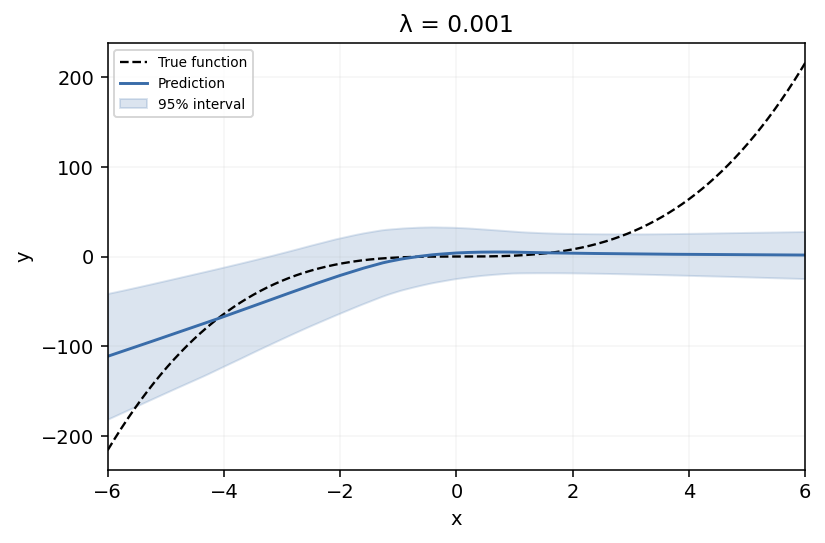 λ = 0.001
True function
Prediction
95% interval
200
100
0
−100
−200
y
−6
−4
−2
0
2
4
6
x